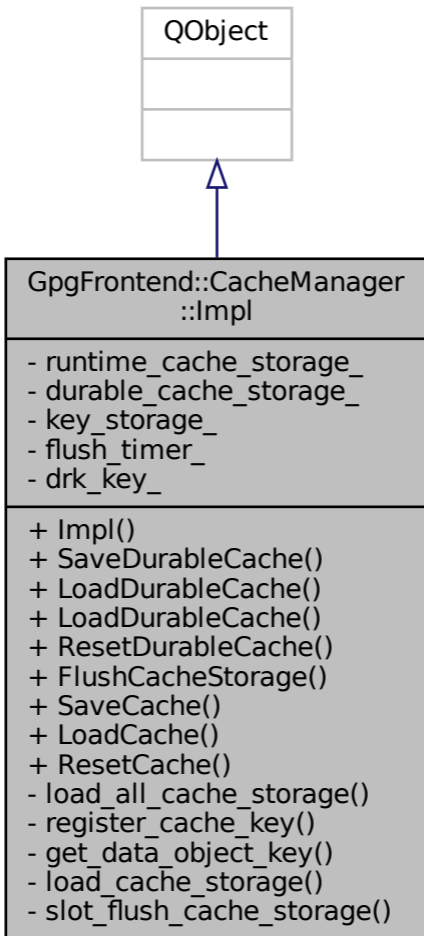 QObject
GpgFrontend::CacheManager
::Impl
- runtime_cache_storage_
- durable_cache_storage_
- key_storage_
- flush_timer_
- drk_key_
+ Impl()
+ SaveDurableCache()
+ LoadDurableCache()
+ LoadDurableCache()
+ ResetDurableCache()
+ FlushCacheStorage()
+ SaveCache()
+ LoadCache()
+ ResetCache()
- load_all_cache_storage()
- register_cache_key()
- get_data_object_key()
- load_cache_storage()
- slot_flush_cache_storage()